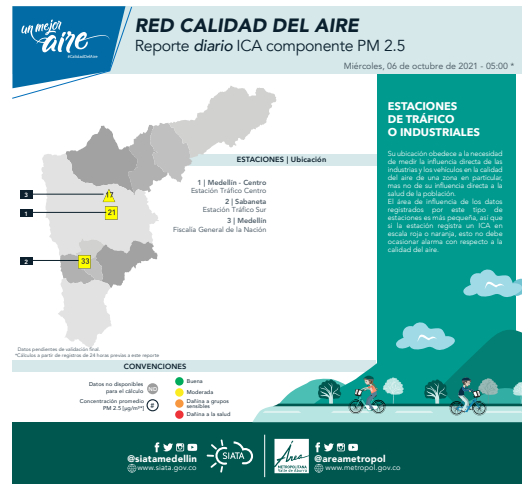 un mejor
aire
#CalidadDelAire
RED CALIDAD DEL AIRE
Reporte diario ICA componente PM 2.5
Miércoles, 06 de octubre de 2021 - 05:00 *
ESTACIONES
DE TRÁFICO
O INDUSTRIALES
Su ubicación obedece a la necesidad
de medir la influencia directa de las
industrias y los vehículos en la calidad
del aire de una zona en particular,
mas no de su influencia directa a la
salud de la población.
El área de influencia de los datos
registrados por este tipo de
estaciones es más pequeña, así que
si la estación registra un ICA en
escala roja o naranja, esto no debe
ocasionar alarma con respecto a la
calidad del aire.
ESTACIONES | Ubicación
1 | Medellín - Centro
Estación Tráfico Centro
2 | Sabaneta
Estación Tráfico Sur
3 | Medellín
Fiscalía General de la Nación
3
17
1
21
2
33
Datos pendientes de validación final.
*Cálculos a partir de registros de 24 horas previas a este reporte
CONVENCIONES
Datos no disponibles
para el cálculo
ND
Concentración promedio
PM 2.5 [µg/m³*]
#
Buena
Moderada
Dañina a grupos
sensibles
Dañina a la salud
@siatamedellin
www.siata.gov.co
SIATA
Área
METROPOLITANA
Valle de Aburrá
@areametropol
www.metropol.gov.co